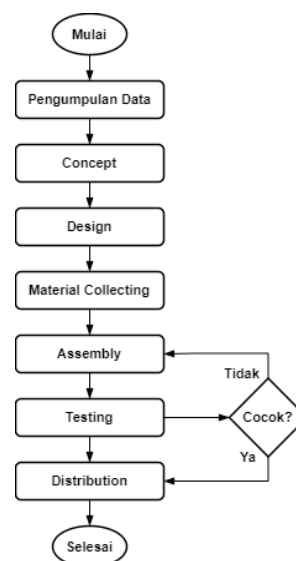 Mulai
Pengumpulan Data
Concept
Design
Material Collecting
Assembly
Tidak
Testing
Cocok?
Ya
Distribution
Selesai